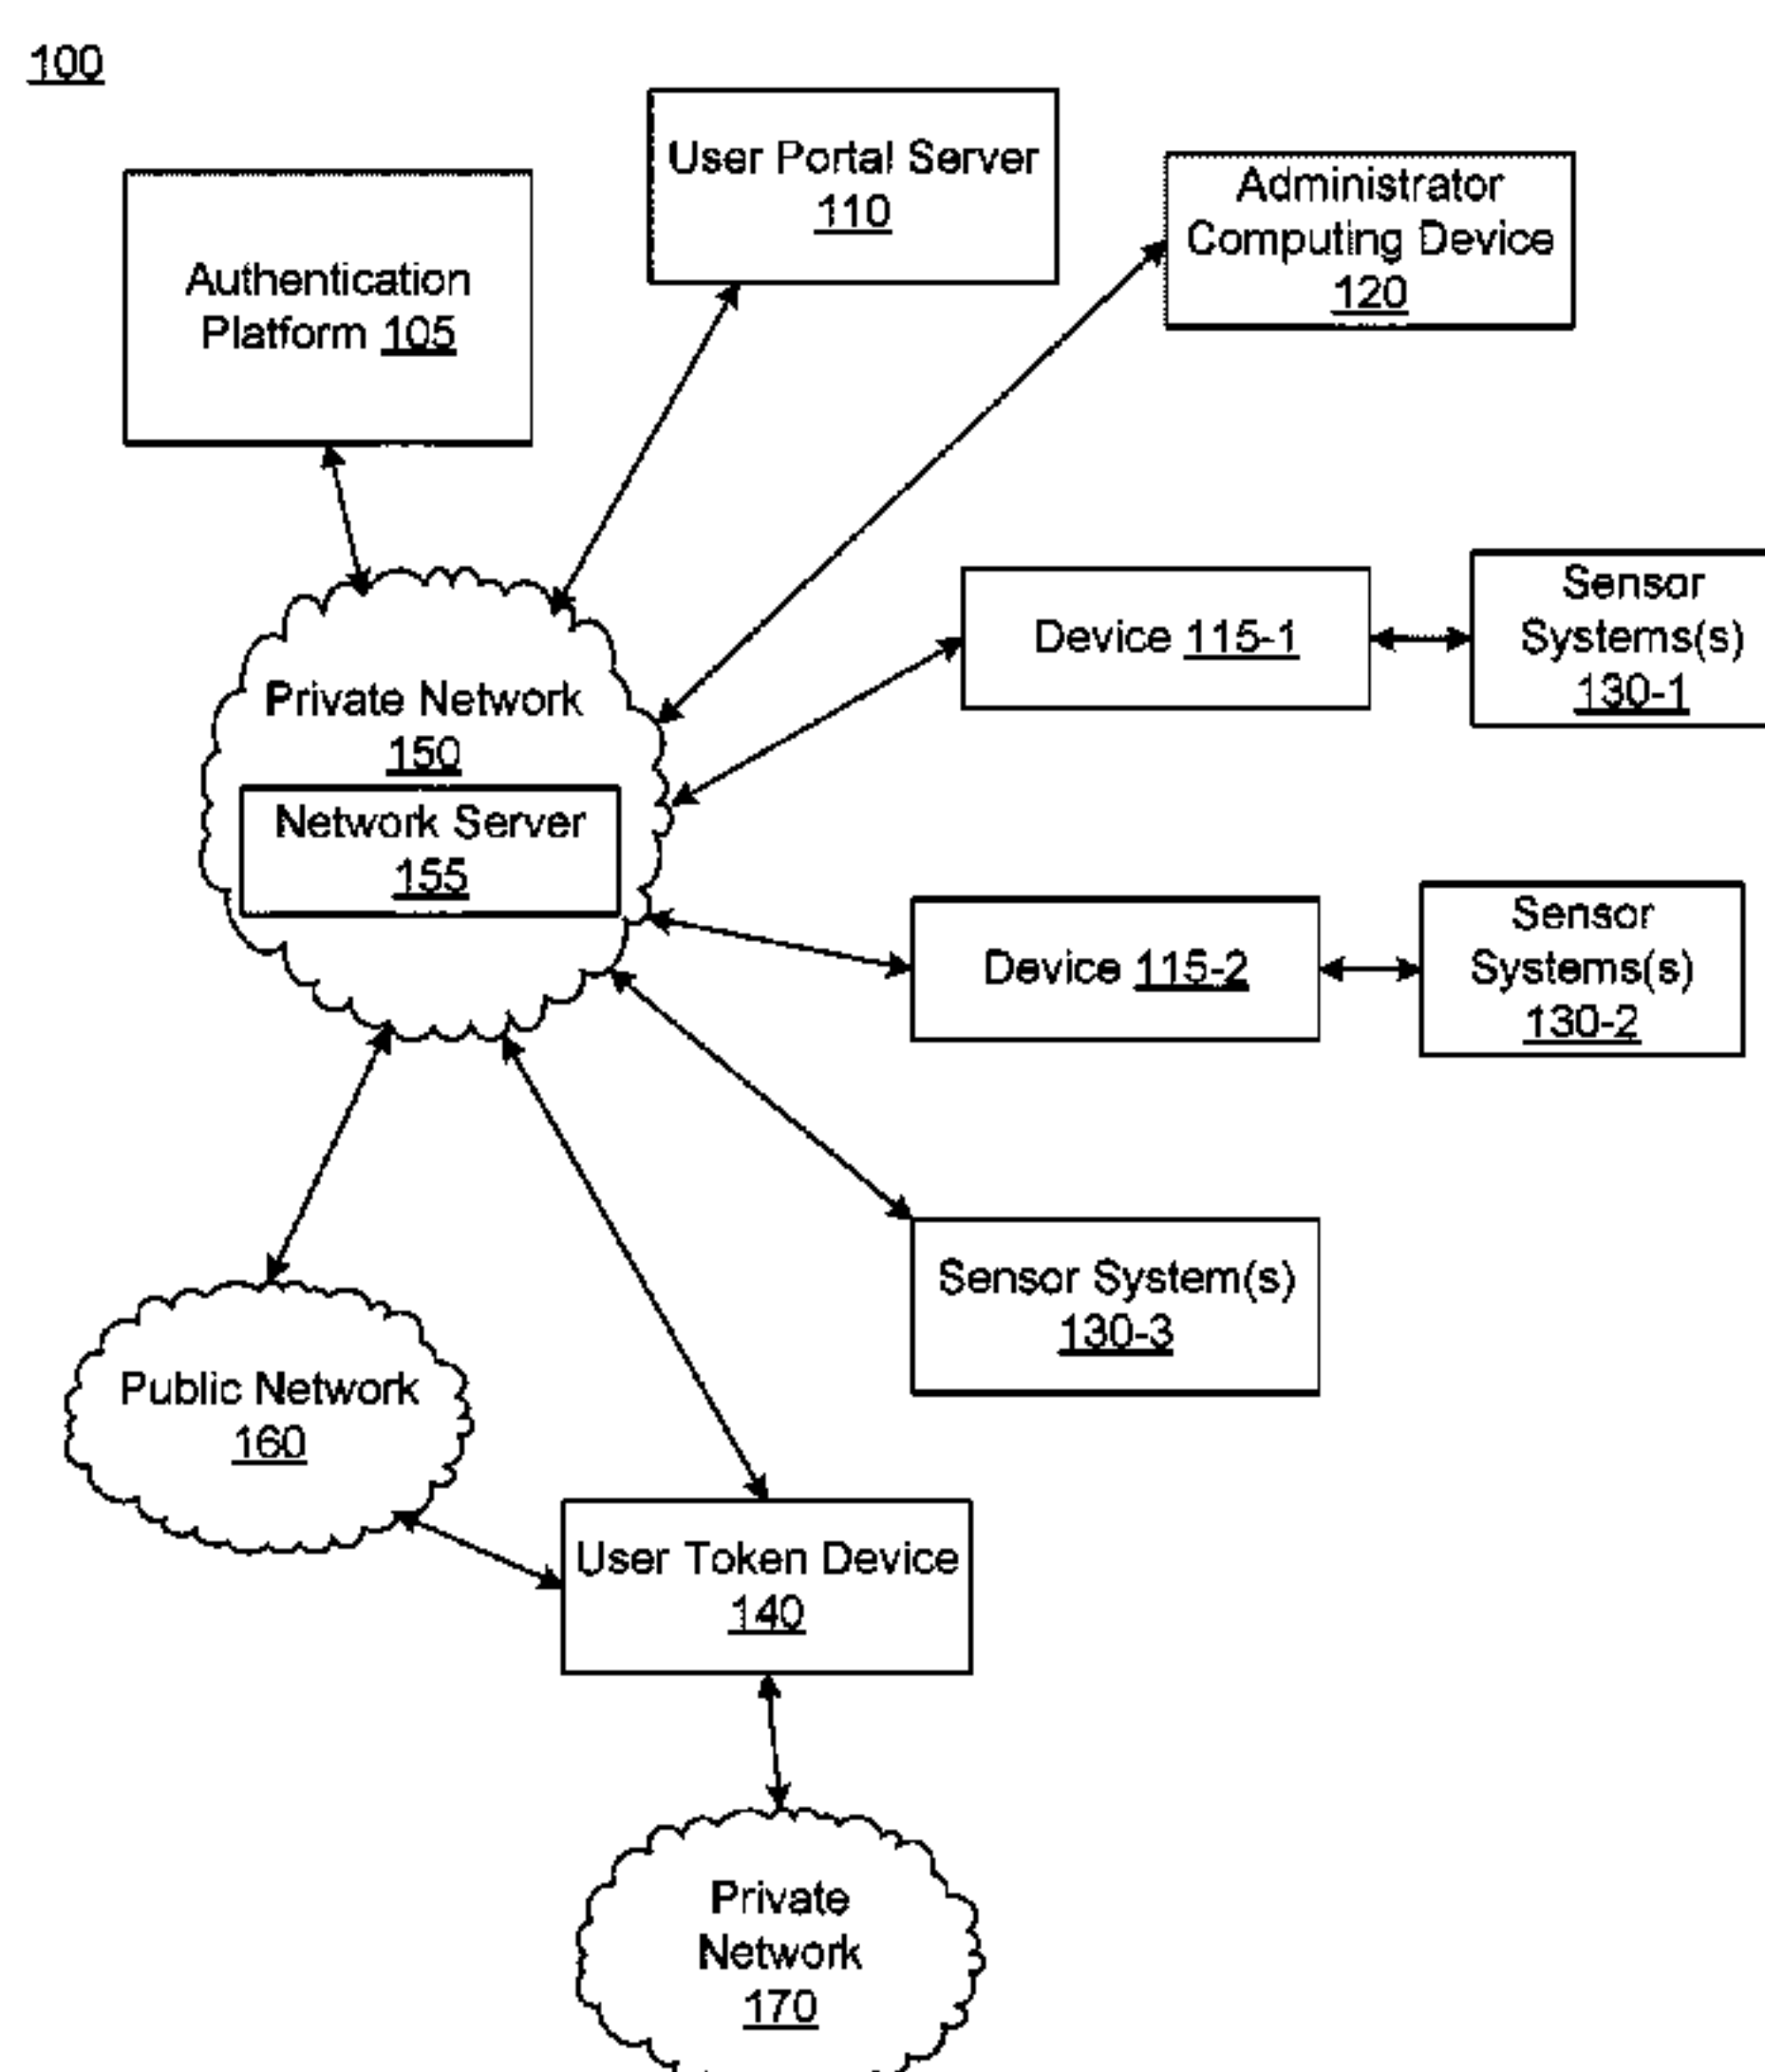 100
User Portal Server
110
Administrator
Computing Device
120
Authentication
Platform 105
Sensor
Systems(s)
130-1
Device 115-1
Private Network
150
Network Server
155
Sensor
Systems(s)
130-2
Device 115-2
Sensor System(s)
130-3
Public Network
160
User Token Device
140
Private
Network
170